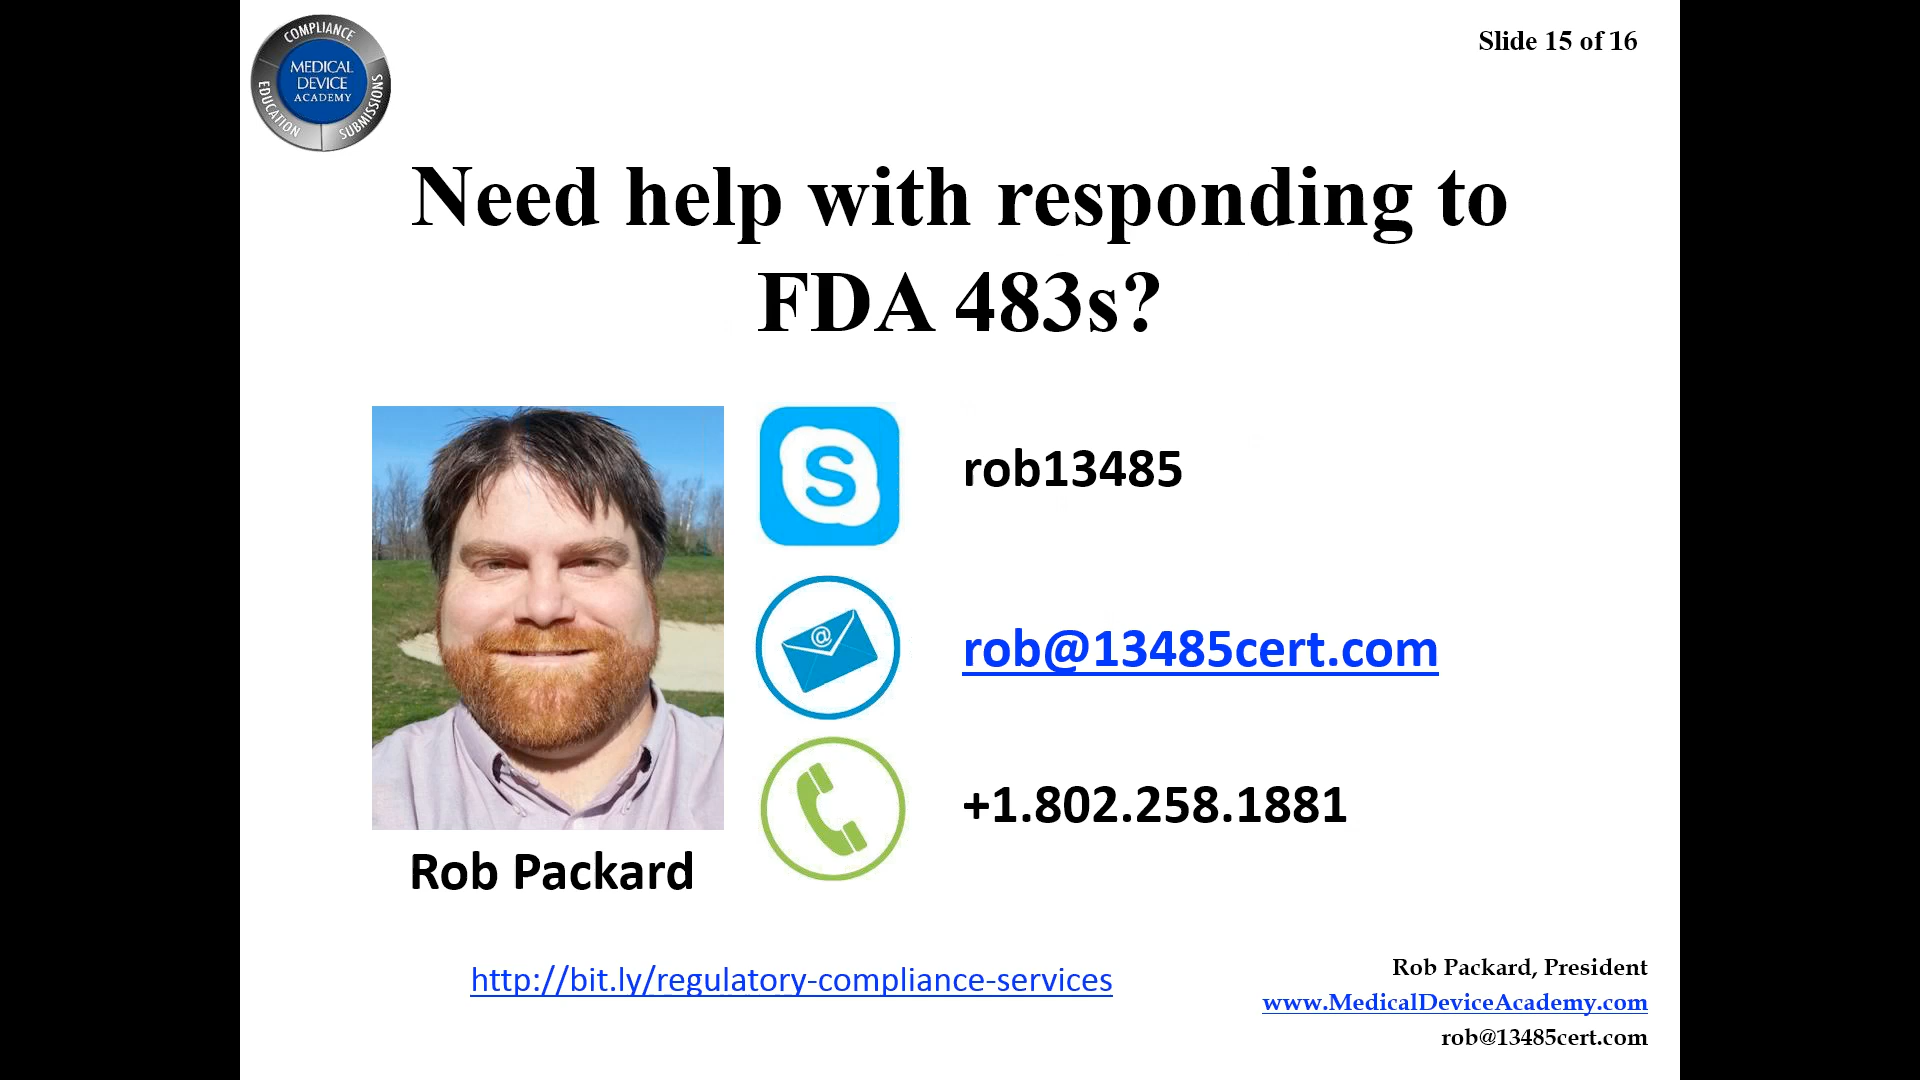 COMPLIANCE
MEDICAL
DEVICE
ACADEMY
EDUCATION
SUBMISSIONS
Slide 15 of 16
Need help with responding to
FDA 483s?
S
rob13485
@
rob@13485cert.com
+1.802.258.1881
Rob Packard
http://bit.ly/regulatory-compliance-services
Rob Packard, President
www.MedicalDeviceAcademy.com
rob@13485cert.com